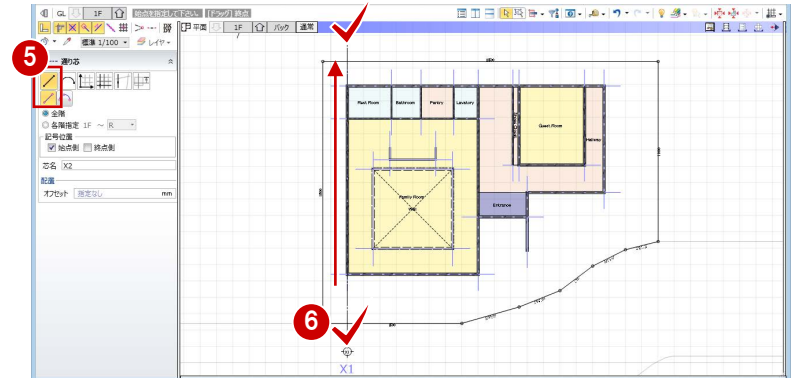 GL 1F 始点を指定して下さい。 [ドラッグ] 終点
平面 1F バック 通常
標準 1/100 レイヤ
5
通り芯
全階
各階指定 1F ～ R
記号位置
始点側 終点側
芯名 X2
配置
オフセット 指定なし mm
Rest Room Bathroom Pantry Lavatory
Guest Room
Hallway
Family Room
Entrance
6
X1